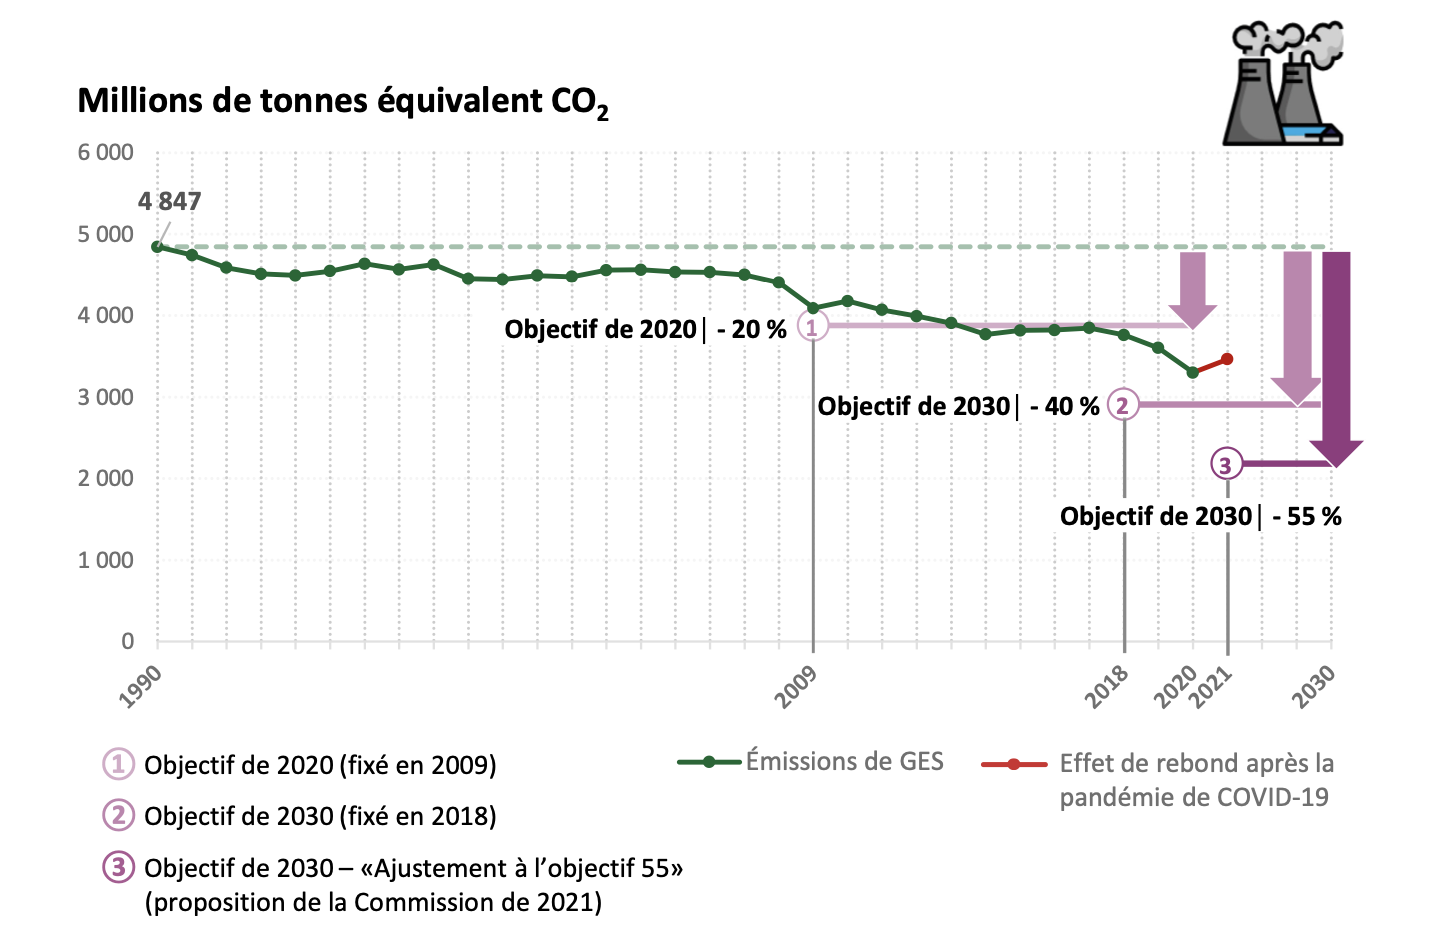 Millions de tonnes équivalent CO₂
6 000
4 847
5 000
4 000
Objectif de 2020| - 20 %
1
3 000
Objectif de 2030| - 40 %
2
3
2 000
Objectif de 2030| - 55 %
1 000
0
1990
2009
2018
2020
2021
2030
1 Objectif de 2020 (fixé en 2009)
Émissions de GES
Effet de rebond après la
pandémie de COVID-19
2 Objectif de 2030 (fixé en 2018)
3 Objectif de 2030 – «Ajustement à l’objectif 55»
(proposition de la Commission de 2021)